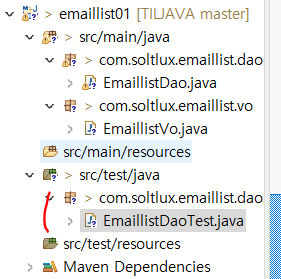 > emaillist01 [TILJAVA master]
> src/main/java
> com.soltlux.emaillist.dao
EmaillistDao.java
> com.soltlux.emaillist.vo
EmaillistVo.java
src/main/resources
> src/test/java
> com.soltlux.emaillist.dao
EmaillistDaoTest.java
src/test/resources
Maven Dependencies